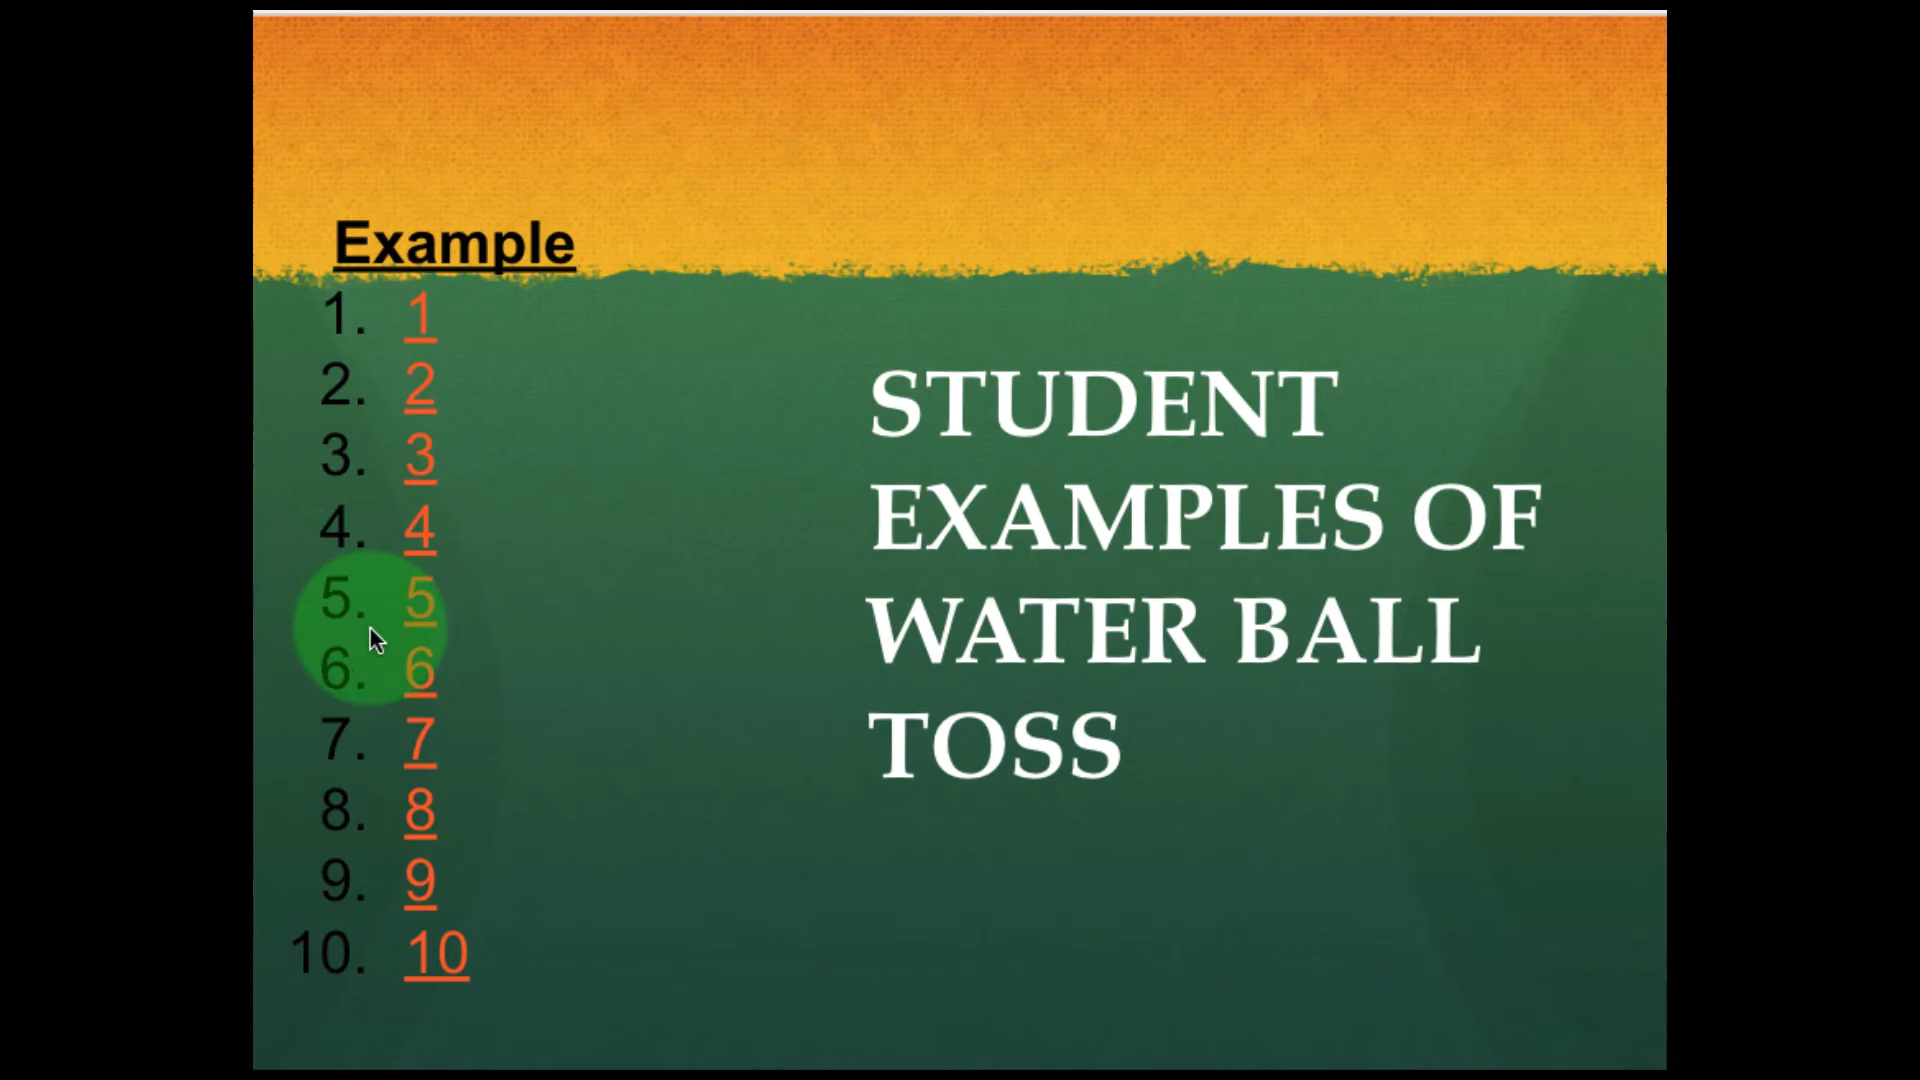 Example
1. 1
2. 2
3. 3
4. 4
5. 5
6. 6
7. 7
8. 8
9. 9
10. 10
STUDENT
EXAMPLES OF
WATER BALL
TOSS